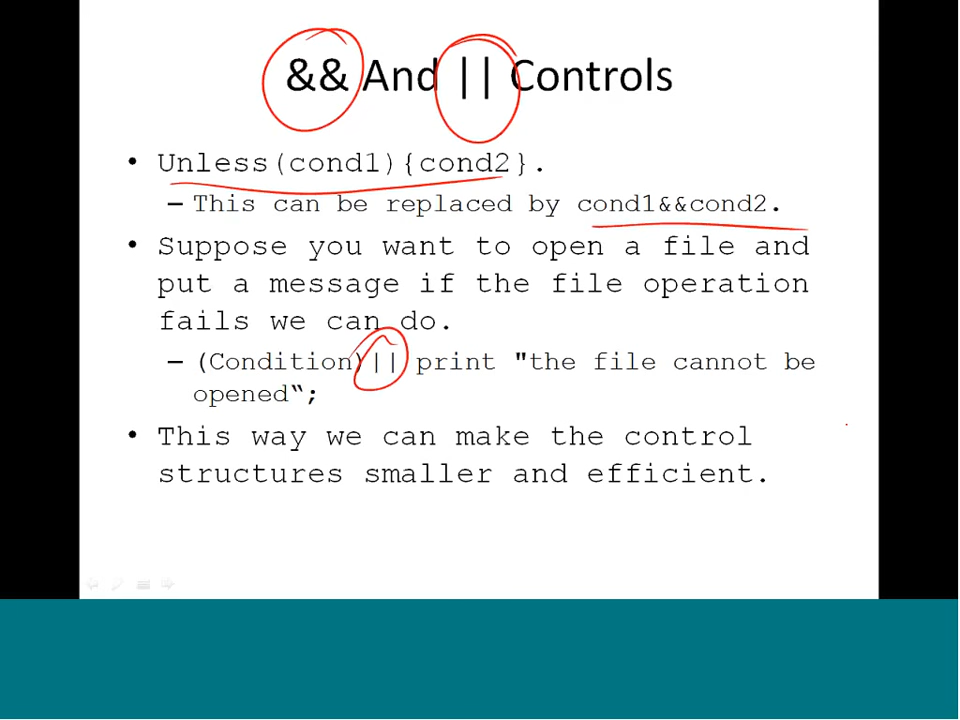 && And || Controls
• Unless(cond1){cond2}.
– This can be replaced by cond1&&cond2.
• Suppose you want to open a file and
put a message if the file operation
fails we can do.
– (Condition)|| print "the file cannot be
opened“;
• This way we can make the control
structures smaller and efficient.